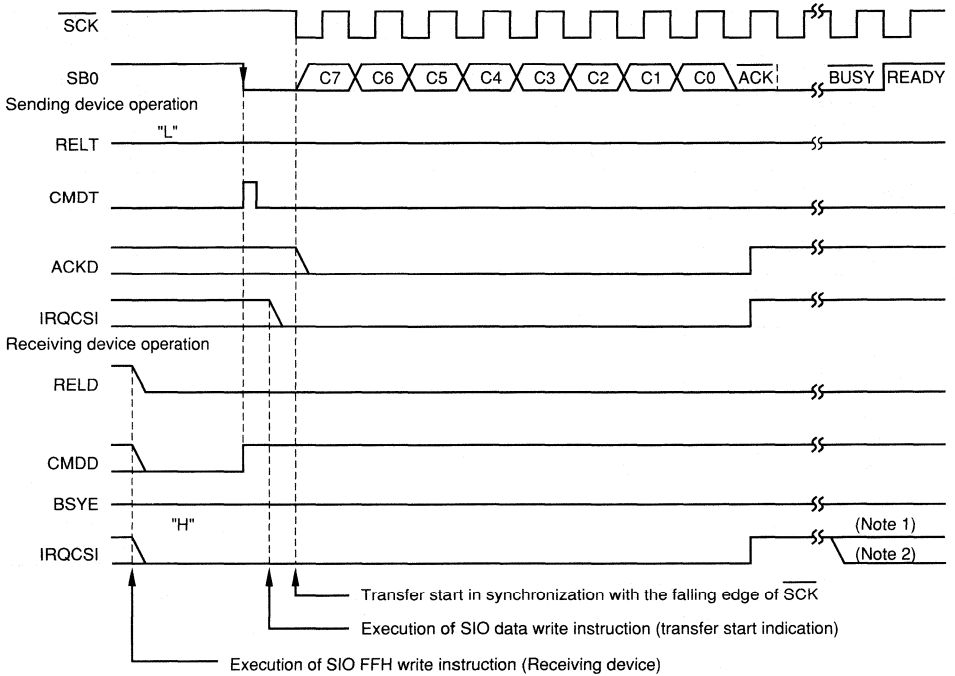 SCK
SB0 C7 C6 C5 C4 C3 C2 C1 C0 ACK BUSY READY
Sending device operation
"L"
RELT
CMDT
ACKD
IRQCSI
Receiving device operation
RELD
CMDD
BSYE
"H"
(Note 1)
IRQCSI (Note 2)
Transfer start in synchronization with the falling edge of SCK
Execution of SIO data write instruction (transfer start indication)
Execution of SIO FFH write instruction (Receiving device)